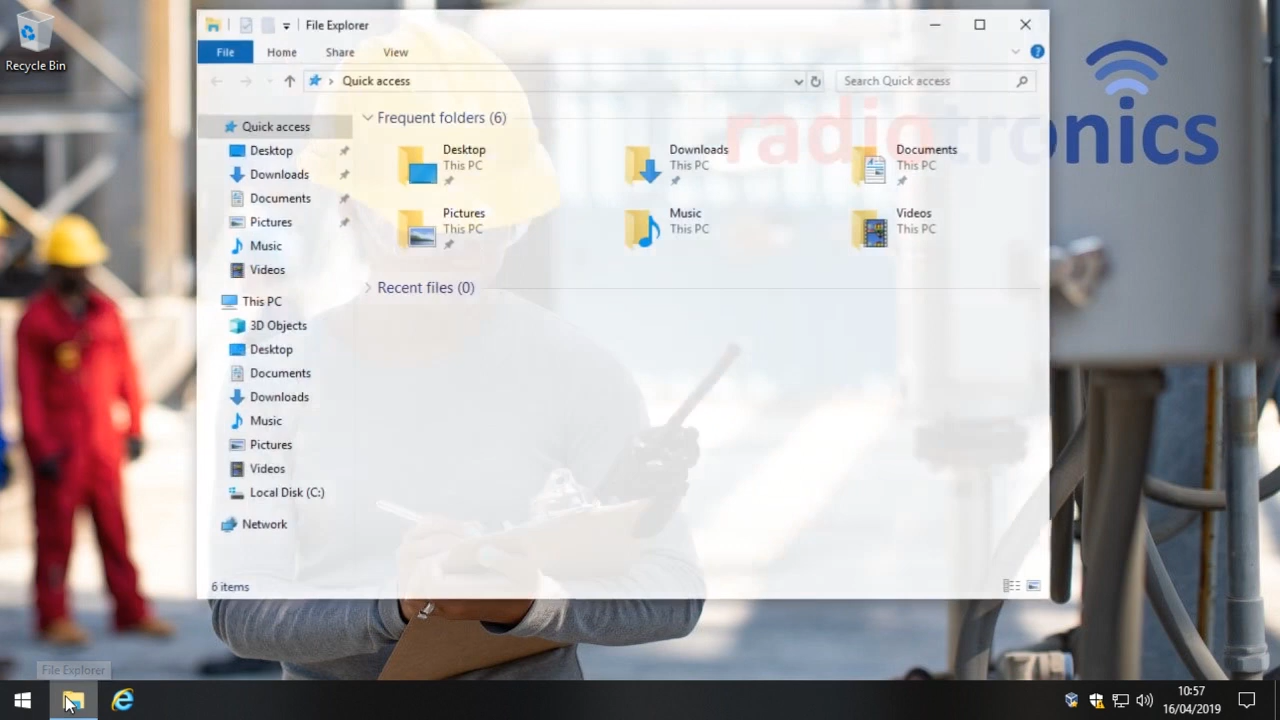 File Explorer
Recycle Bin
File Home Share View
Quick access
Search Quick access
radiotronics
Quick access
Desktop
Downloads
Documents
Pictures
Music
Videos
This PC
3D Objects
Desktop
Documents
Downloads
Music
Pictures
Videos
Local Disk (C:)
Network
Frequent folders (6)
Desktop
This PC
Downloads
This PC
Documents
This PC
Pictures
This PC
Music
This PC
Videos
This PC
Recent files (0)
6 items
File Explorer
10:57
16/04/2019